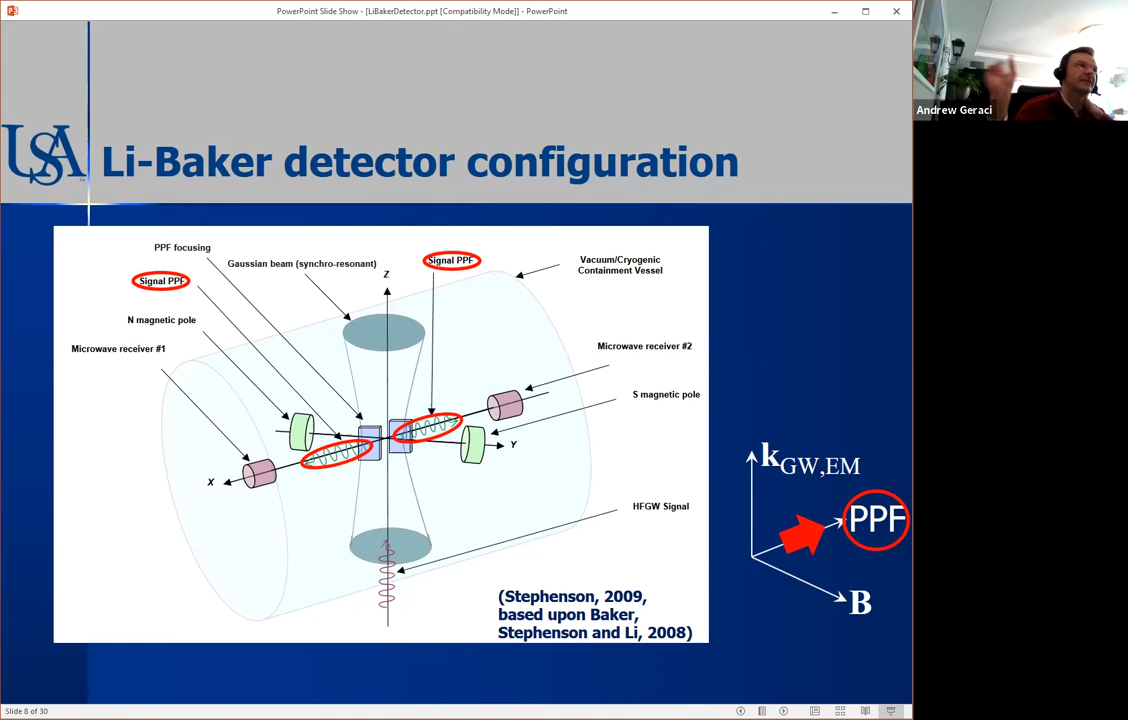 PowerPoint Slide Show - [LiBakerDetector.ppt [Compatibility Mode]] - PowerPoint
Andrew Geraci
USA
Li-Baker detector configuration
PPF focusing
Signal PPF
Gaussian beam (synchro-resonant)
Signal PPF
Vacuum/Cryogenic
Containment Vessel
Z
N magnetic pole
Microwave receiver #1
Microwave receiver #2
S magnetic pole
Y
X
HFGW Signal
(Stephenson, 2009,
based upon Baker,
Stephenson and Li, 2008)
kGW,EM
PPF
B
Slide 8 of 30